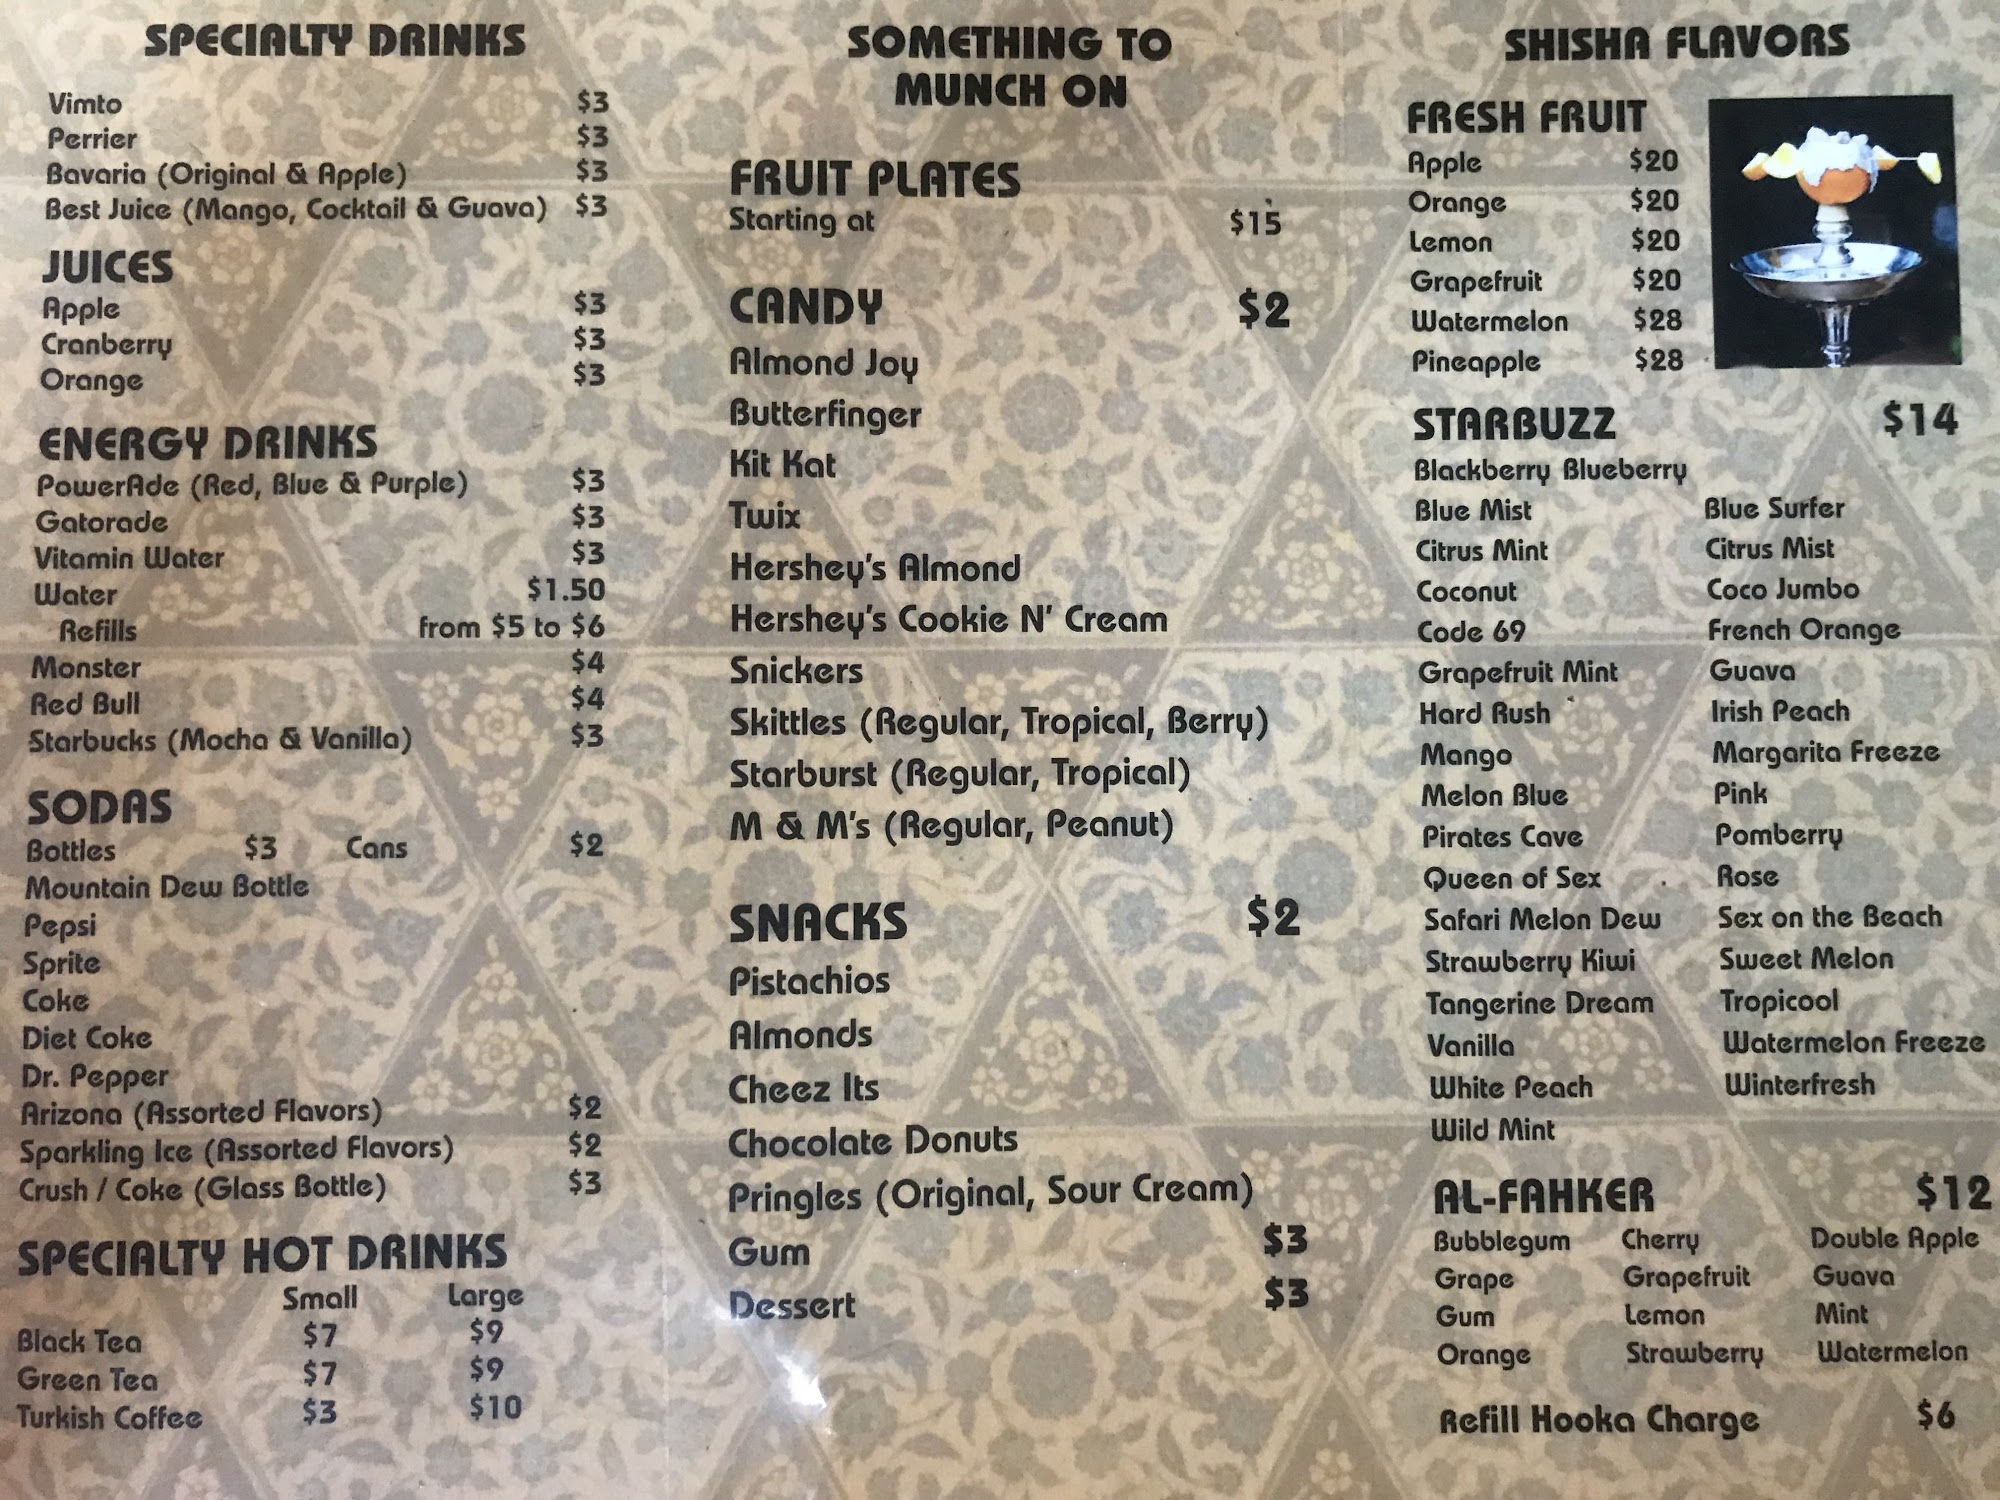 SPECIALTY DRINKS
Vimto $3
Perrier $3
Bavaria (Original & Apple) $3
Best Juice (Mango, Cocktail & Guava) $3
JUICES
Apple $3
Cranberry $3
Orange $3
ENERGY DRINKS
PowerAde (Red, Blue & Purple) $3
Gatorade $3
Vitamin Water $3
Water $1.50
Refills from $5 to $6
Monster $4
Red Bull $4
Starbucks (Mocha & Vanilla) $3
SODAS
Bottles $3 Cans $2
Mountain Dew Bottle
Pepsi
Sprite
Coke
Diet Coke
Dr. Pepper
Arizona (Assorted Flavors) $2
Sparkling Ice (Assorted Flavors) $2
Crush / Coke (Glass Bottle) $3
SPECIALTY HOT DRINKS
Small Large
Black Tea $7 $9
Green Tea $7 $9
Turkish Coffee $3 $10
SOMETHING TO
MUNCH ON
FRUIT PLATES
Starting at $15
CANDY $2
Almond Joy
Butterfinger
Kit Kat
Twix
Hershey's Almond
Hershey's Cookie N' Cream
Snickers
Skittles (Regular, Tropical, Berry)
Starburst (Regular, Tropical)
M & M's (Regular, Peanut)
SNACKS $2
Pistachios
Almonds
Cheez Its
Chocolate Donuts
Pringles (Original, Sour Cream)
Gum $3
Dessert $3
SHISHA FLAVORS
FRESH FRUIT
Apple $20
Orange $20
Lemon $20
Grapefruit $20
Watermelon $28
Pineapple $28
STARBUZZ $14
Blackberry Blueberry
Blue Mist Blue Surfer
Citrus Mint Citrus Mist
Coconut Coco Jumbo
Code 69 French Orange
Grapefruit Mint Guava
Hard Rush Irish Peach
Mango Margarita Freeze
Melon Blue Pink
Pirates Cave Pomberry
Queen of Sex Rose
Safari Melon Dew Sex on the Beach
Strawberry Kiwi Sweet Melon
Tangerine Dream Tropicool
Vanilla Watermelon Freeze
White Peach Winterfresh
Wild Mint
AL-FAHKER $12
Bubblegum Cherry Double Apple
Grape Grapefruit Guava
Gum Lemon Mint
Orange Strawberry Watermelon
Refill Hooka Charge $6